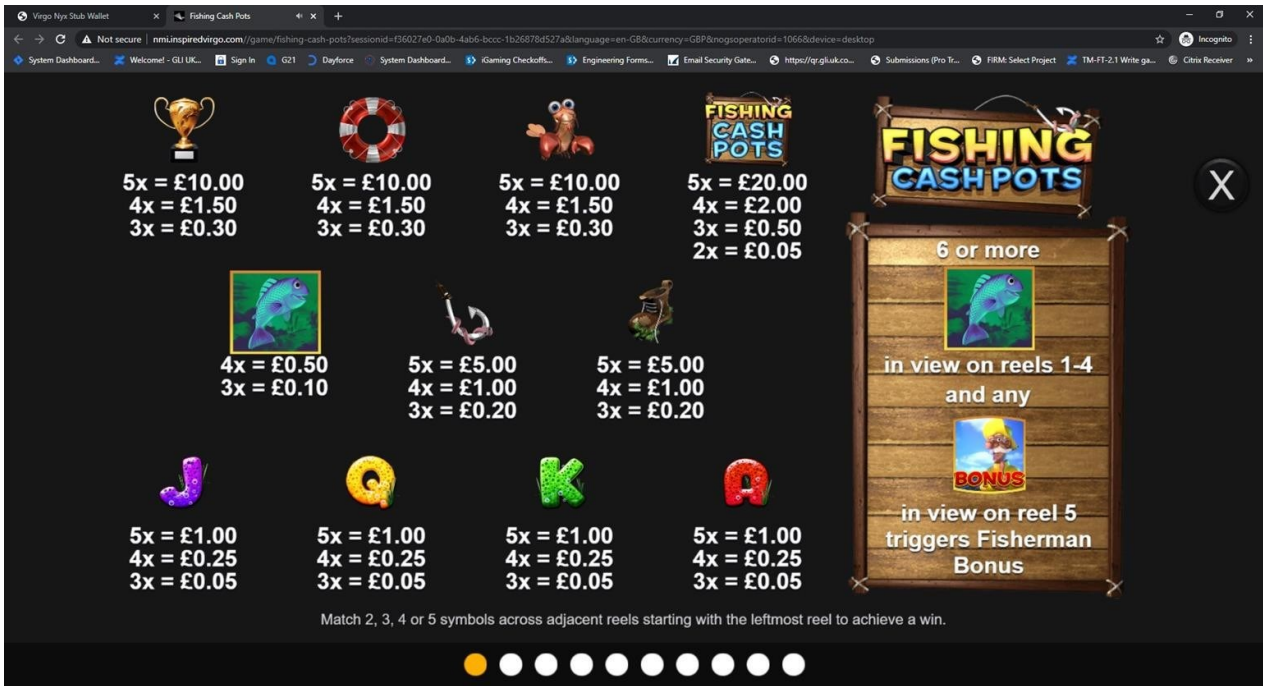 Virgo Nyx Stub Wallet
Fishing Cash Pots
Not secure | nmi.inspiredvirgo.com//game/fishing-cash-pots?sessionid=f36027e0-0a0b-4ab6-bccc-1b26878d527a&language=en-GB&currency=GBP&nogsoperatorid=1066&device=desktop
Incognito
System Dashboard...
Welcome! - GLI UK...
Sign In
G21
Dayforce
System Dashboard...
iGaming Checkoffs...
Engineering Forms...
Email Security Gate...
https://qr.gli.uk.co...
Submissions (Pro Tr...
FIRM: Select Project
TM-FT-2.1 Write ga...
Citrix Receiver
»
5x = £10.00
4x = £1.50
3x = £0.30
5x = £10.00
4x = £1.50
3x = £0.30
5x = £10.00
4x = £1.50
3x = £0.30
FISHING
CASH
POTS
5x = £20.00
4x = £2.00
3x = £0.50
2x = £0.05
4x = £0.50
3x = £0.10
5x = £5.00
4x = £1.00
3x = £0.20
5x = £5.00
4x = £1.00
3x = £0.20
J
5x = £1.00
4x = £0.25
3x = £0.05
Q
5x = £1.00
4x = £0.25
3x = £0.05
K
5x = £1.00
4x = £0.25
3x = £0.05
A
5x = £1.00
4x = £0.25
3x = £0.05
FISHING
CASH POTS
6 or more
in view on reels 1-4
and any
BONUS
in view on reel 5
triggers Fisherman
Bonus
X
Match 2, 3, 4 or 5 symbols across adjacent reels starting with the leftmost reel to achieve a win.